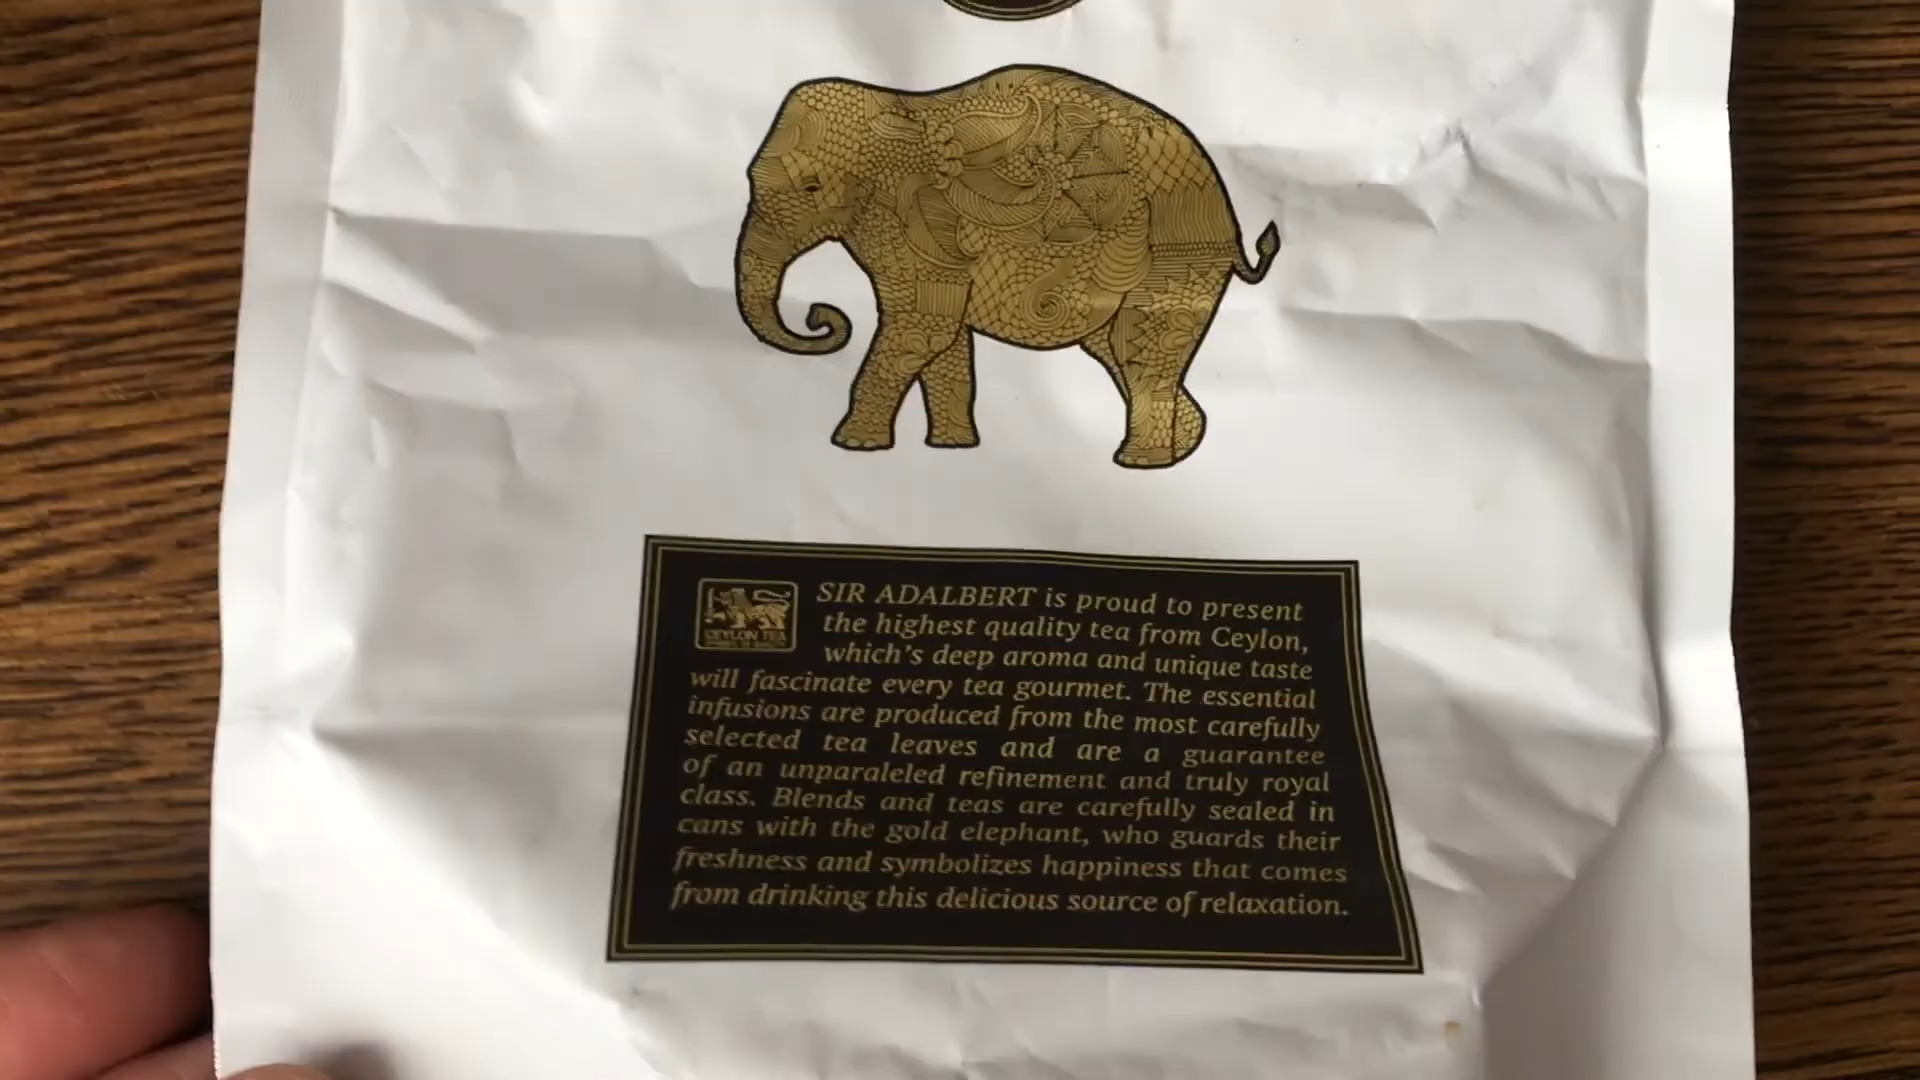 CEYLON TEA
SIR ADALBERT is proud to present
the highest quality tea from Ceylon,
which's deep aroma and unique taste
will fascinate every tea gourmet. The essential
infusions are produced from the most carefully
selected tea leaves and are a guarantee
of an unparaleled refinement and truly royal
class. Blends and teas are carefully sealed in
cans with the gold elephant, who guards their
freshness and symbolizes happiness that comes
from drinking this delicious source of relaxation.